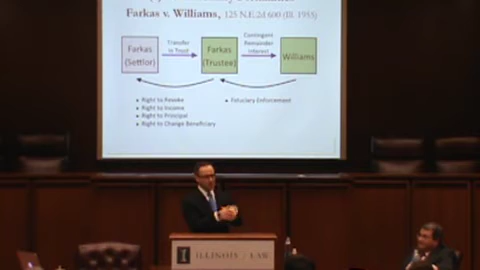 Farkas v. Williams, 125 N.E.2d 600 (Ill. 1955)
Farkas
(Settlor)
Transfer
in Trust
Farkas
(Trustee)
Contingent
Remainder
Interest
Williams
• Right to Revoke
• Right to Income
• Right to Principal
• Right to Change Beneficiary
• Fiduciary Enforcement
I ILLINOIS / LAW